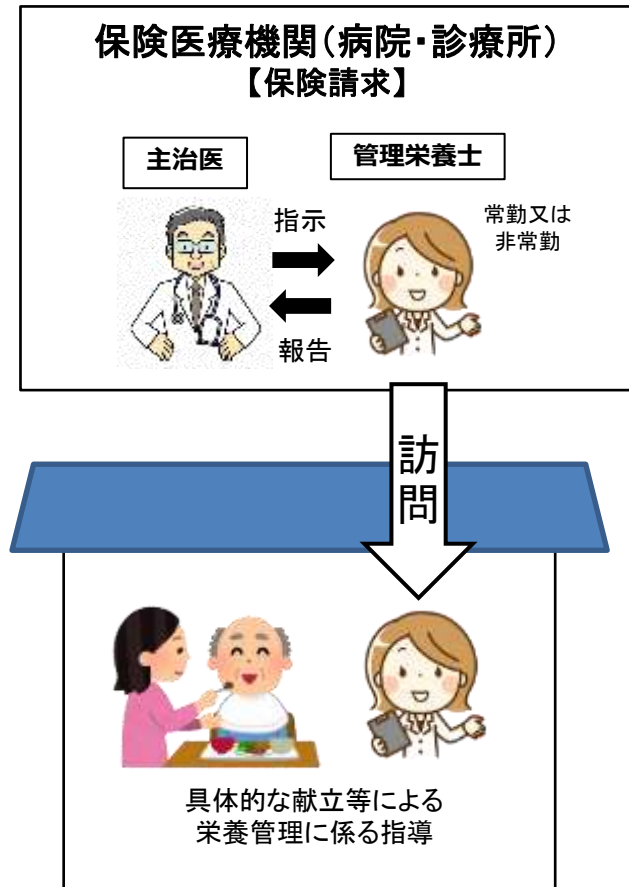 保険医療機関(病院・診療所)
【保険請求】
主治医
管理栄養士
指示
常勤又は
非常勤
報告
訪問
具体的な献立等による
栄養管理に係る指導